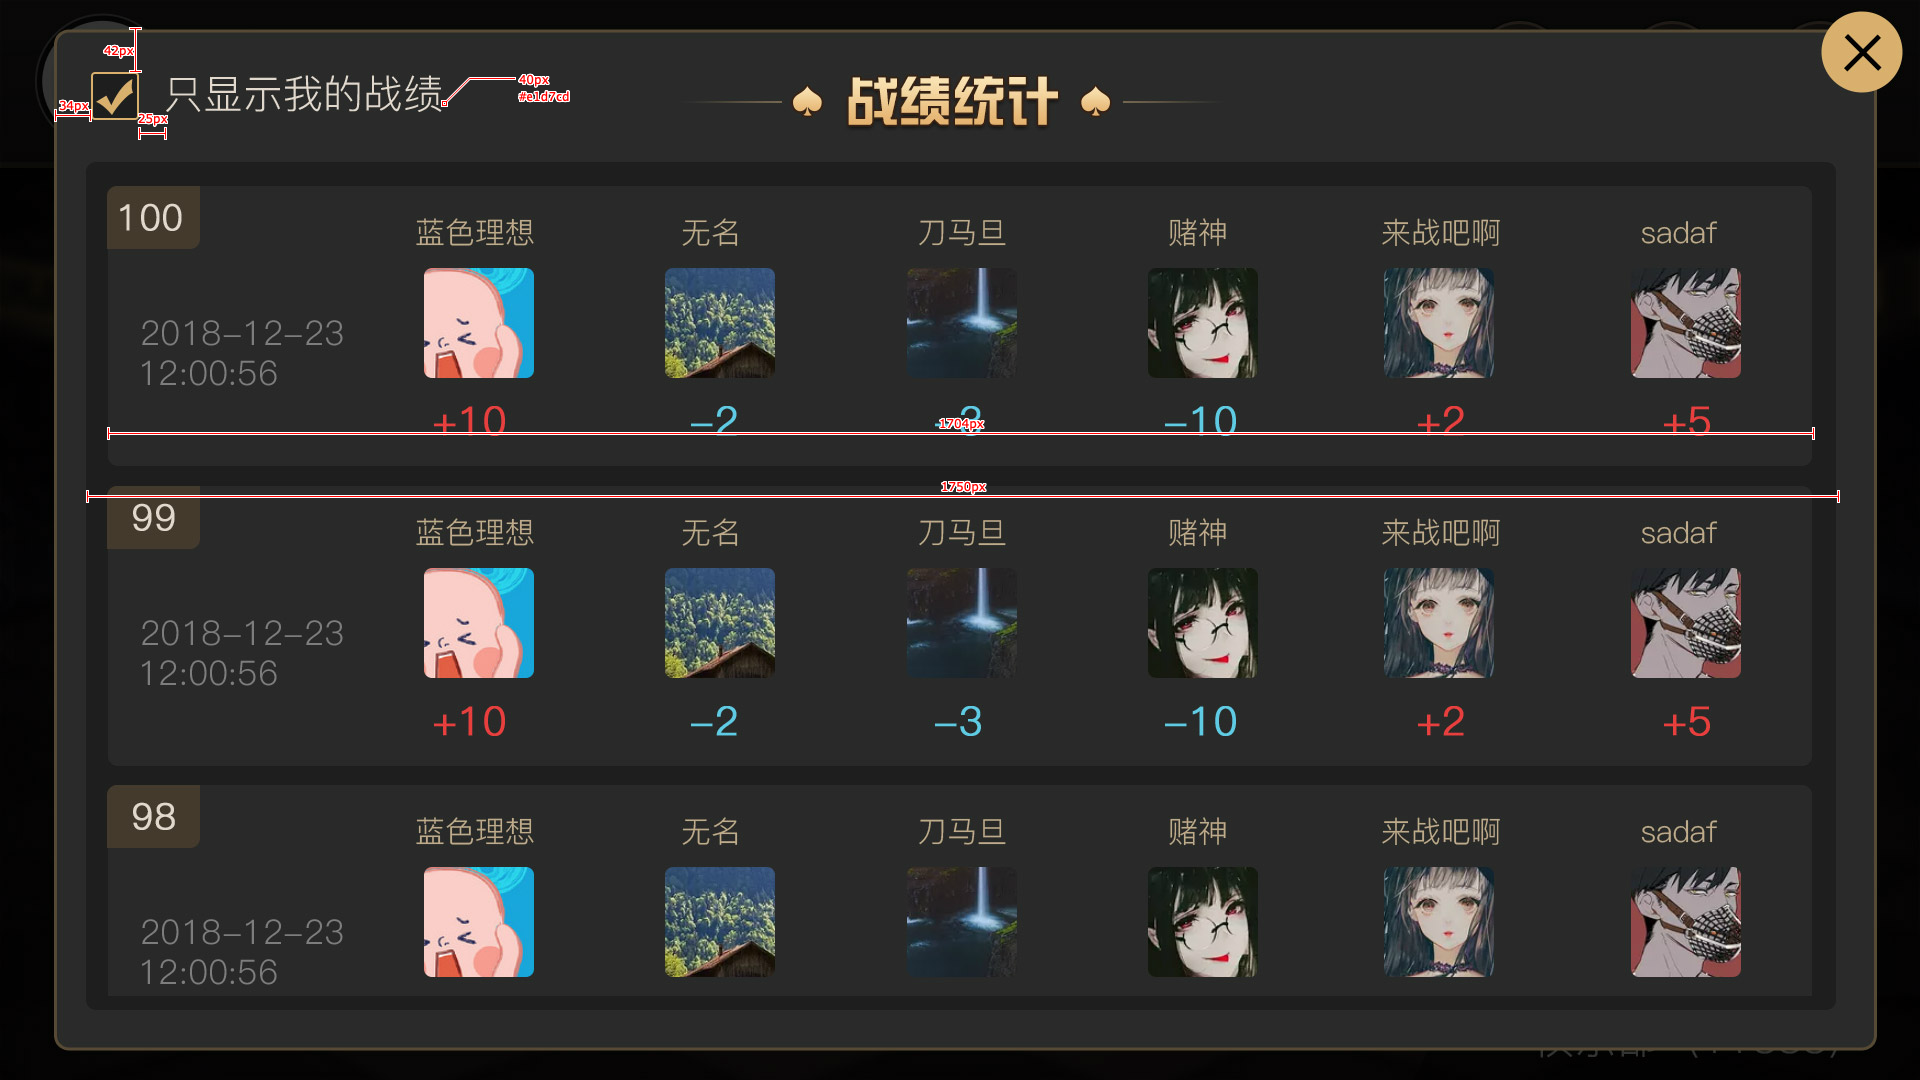 42px
只显示我的战绩
40px
#e1d7cd
34px
25px
战绩统计
100
蓝色理想 无名 刀马旦 赌神 来战吧啊 sadaf
2018-12-23
12:00:56
+10 -2 -3 -10 +2 +5
1704px
1750px
99
蓝色理想 无名 刀马旦 赌神 来战吧啊 sadaf
2018-12-23
12:00:56
+10 -2 -3 -10 +2 +5
98
蓝色理想 无名 刀马旦 赌神 来战吧啊 sadaf
2018-12-23
12:00:56